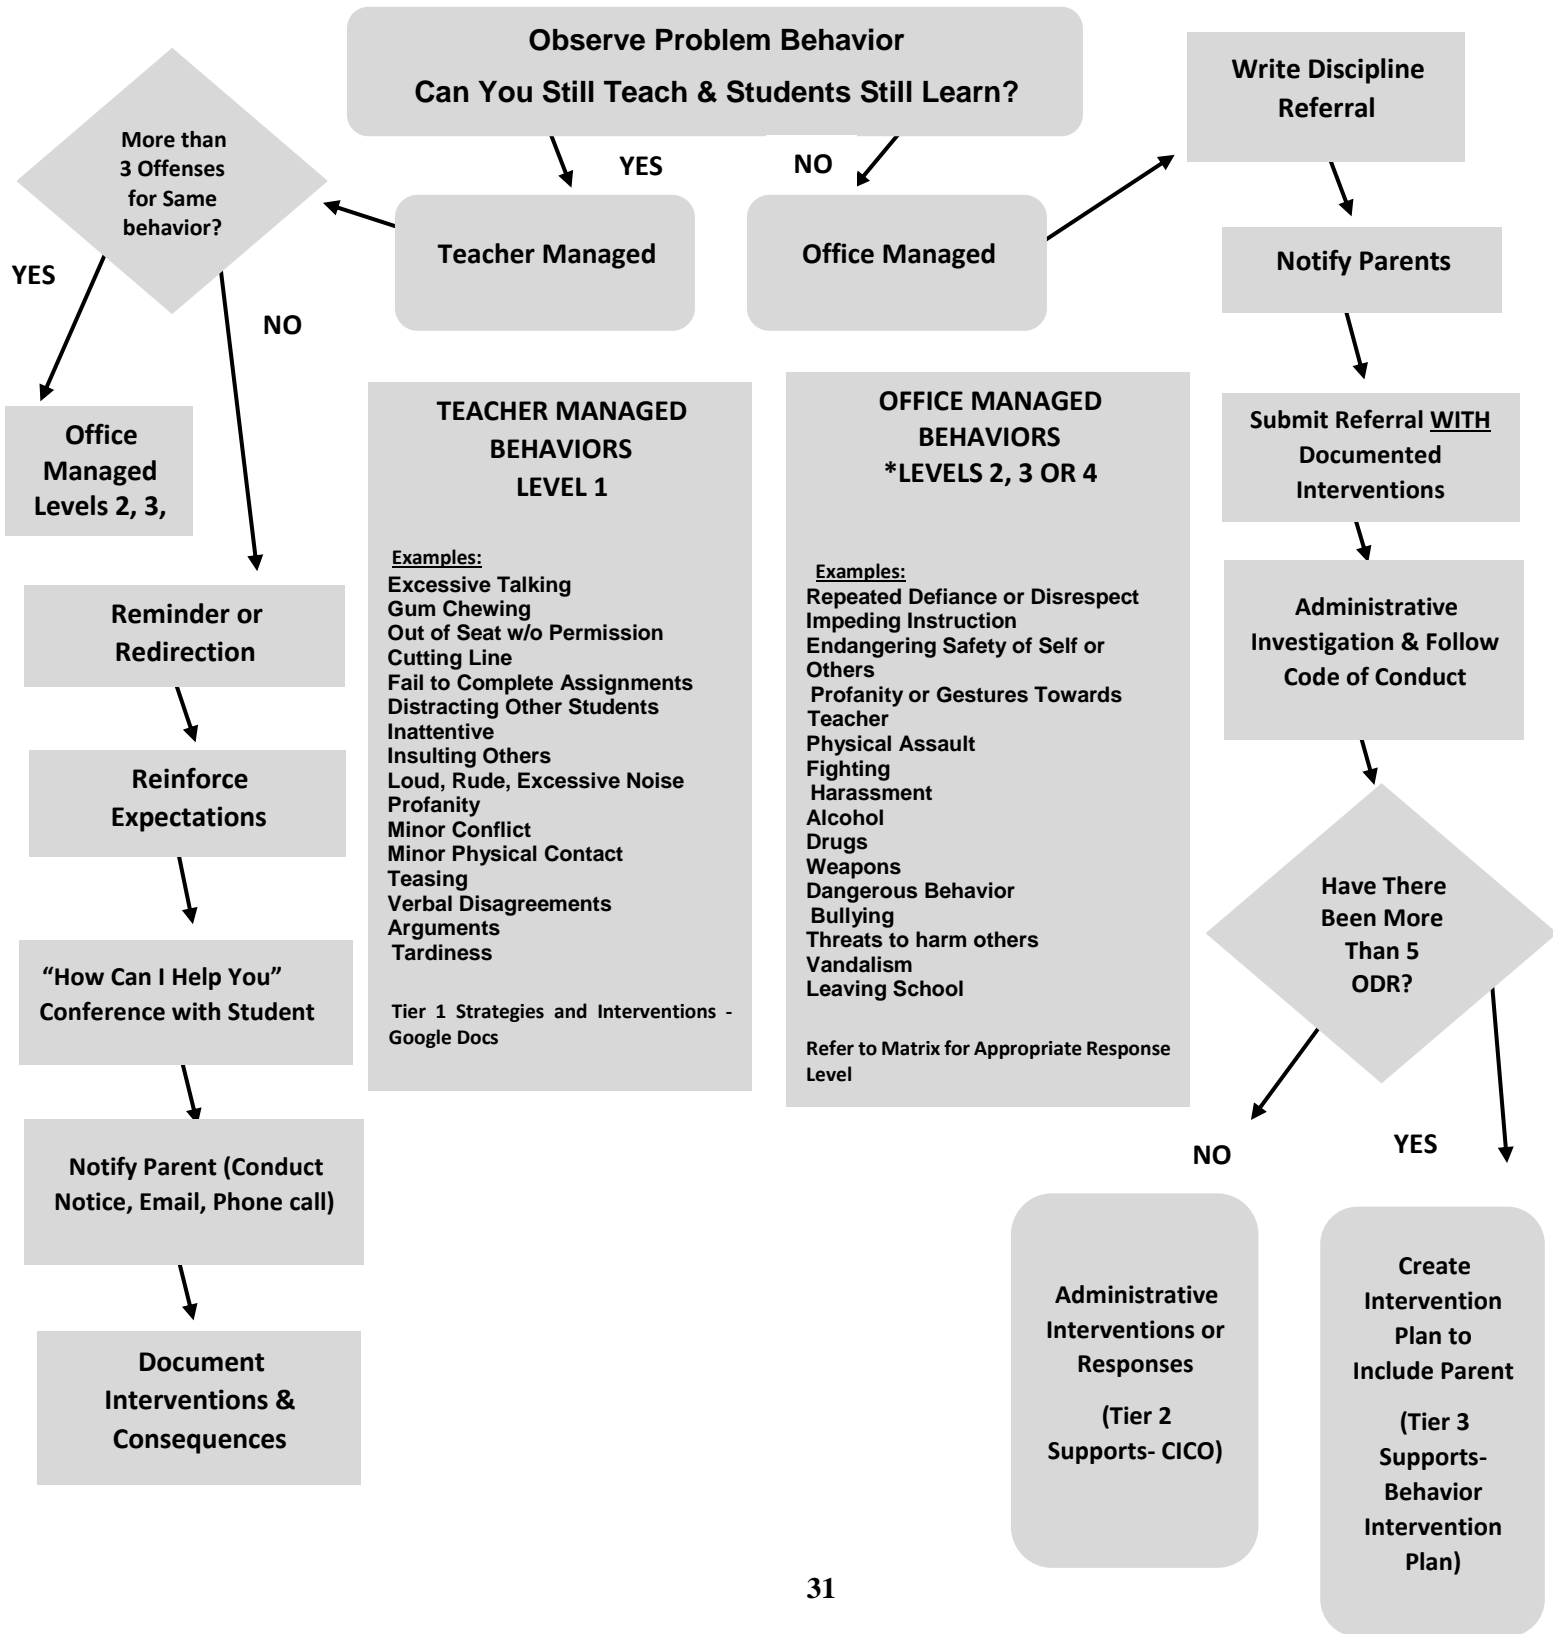 Observe Problem Behavior
Can You Still Teach & Students Still Learn?
YES
NO
Teacher Managed
Office Managed
More than
3 Offenses
for Same
behavior?
YES
NO
Office
Managed
Levels 2, 3,
Reminder or
Redirection
Reinforce
Expectations
“How Can I Help You”
Conference with Student
Notify Parent (Conduct
Notice, Email, Phone call)
Document
Interventions &
Consequences
TEACHER MANAGED
BEHAVIORS
LEVEL 1
Examples:
Excessive Talking
Gum Chewing
Out of Seat w/o Permission
Cutting Line
Fail to Complete Assignments
Distracting Other Students
Inattentive
Insulting Others
Loud, Rude, Excessive Noise
Profanity
Minor Conflict
Minor Physical Contact
Teasing
Verbal Disagreements
Arguments
Tardiness
Tier 1 Strategies and Interventions -
Google Docs
OFFICE MANAGED
BEHAVIORS
*LEVELS 2, 3 OR 4
Examples:
Repeated Defiance or Disrespect
Impeding Instruction
Endangering Safety of Self or
Others
Profanity or Gestures Towards
Teacher
Physical Assault
Fighting
Harassment
Alcohol
Drugs
Weapons
Dangerous Behavior
Bullying
Threats to harm others
Vandalism
Leaving School
Refer to Matrix for Appropriate Response
Level
Write Discipline
Referral
Notify Parents
Submit Referral WITH
Documented
Interventions
Administrative
Investigation & Follow
Code of Conduct
Have There
Been More
Than 5
ODR?
NO
YES
Administrative
Interventions or
Responses
(Tier 2
Supports- CICO)
Create
Intervention
Plan to
Include Parent
(Tier 3
Supports-
Behavior
Intervention
Plan)
31